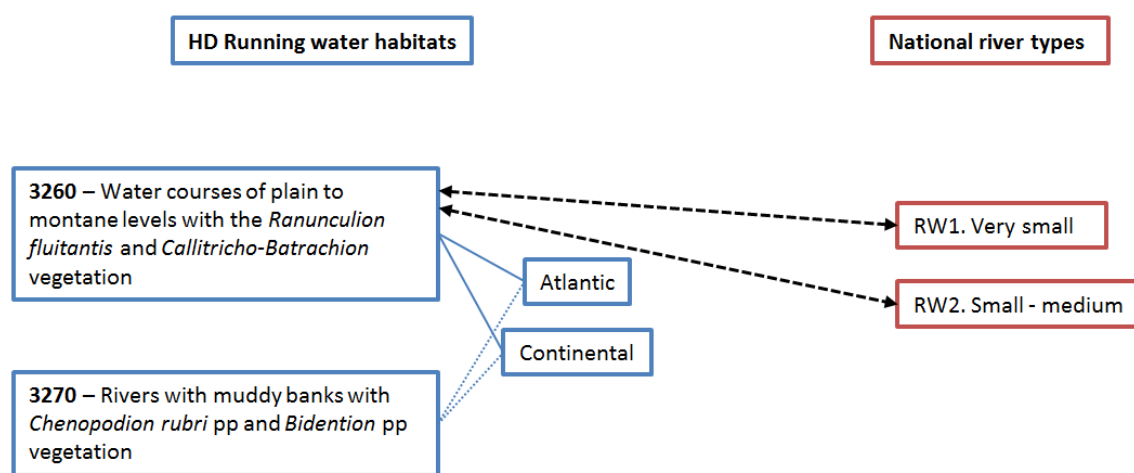 HD Running water habitats
National river types
3260 – Water courses of plain to
montane levels with the Ranunculion
fluitantis and Callitricho-Batrachion
vegetation
RW1. Very small
Atlantic
RW2. Small - medium
Continental
3270 – Rivers with muddy banks with
Chenopodion rubri pp and Bidention pp
vegetation